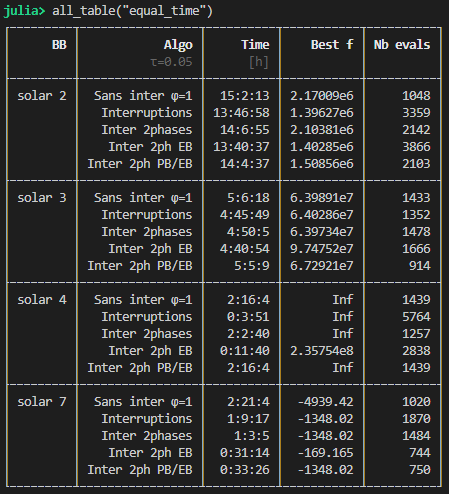 julia> all_table("equal_time")
BB Algo Time Best f Nb evals
τ=0.05 [h]
solar 2 Sans inter φ=1 15:2:13 2.17009e6 1048
Interruptions 13:46:58 1.39627e6 3359
Inter 2phases 14:6:55 2.10381e6 2142
Inter 2ph EB 13:40:37 1.40285e6 3866
Inter 2ph PB/EB 14:4:37 1.50856e6 2103
solar 3 Sans inter φ=1 5:6:18 6.39891e7 1433
Interruptions 4:45:49 6.40286e7 1352
Inter 2phases 4:50:5 6.39734e7 1478
Inter 2ph EB 4:40:54 9.74752e7 1666
Inter 2ph PB/EB 5:5:9 6.72921e7 914
solar 4 Sans inter φ=1 2:16:4 Inf 1439
Interruptions 0:3:51 Inf 5764
Inter 2phases 2:2:40 Inf 1257
Inter 2ph EB 0:11:40 2.35754e8 2838
Inter 2ph PB/EB 2:16:4 Inf 1439
solar 7 Sans inter φ=1 2:21:4 -4939.42 1020
Interruptions 1:9:17 -1348.02 1870
Inter 2phases 1:3:5 -1348.02 1484
Inter 2ph EB 0:31:14 -169.165 744
Inter 2ph PB/EB 0:33:26 -1348.02 750